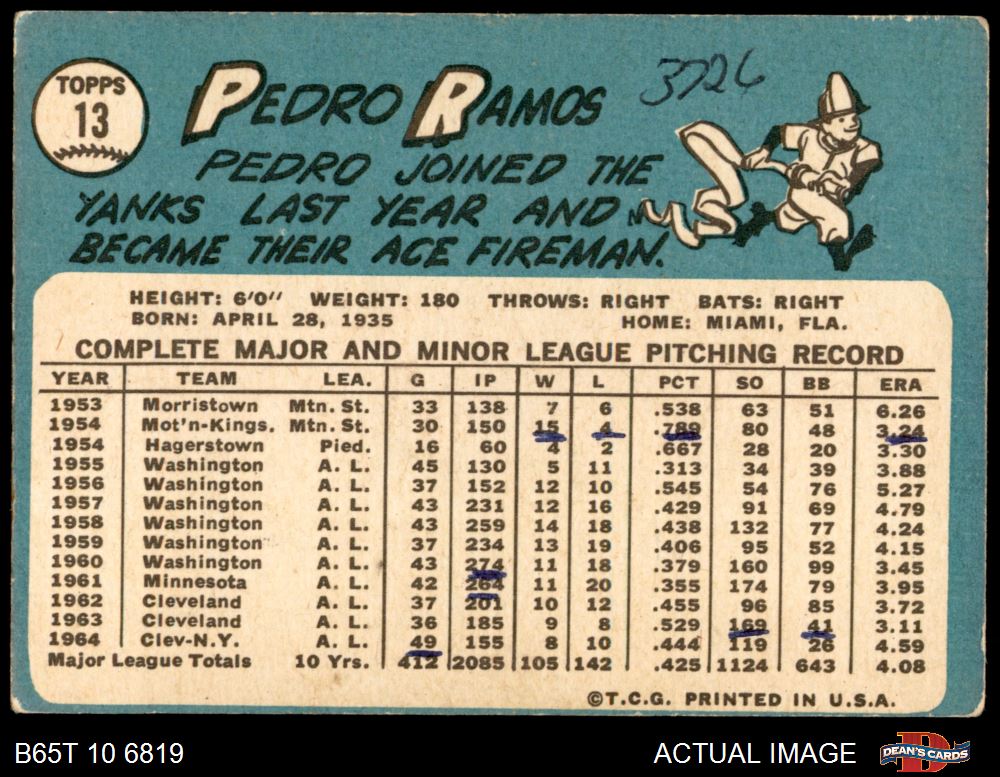 TOPPS
13
PEDRO RAMOS
3726
PEDRO JOINED THE
YANKS LAST YEAR AND
BECAME THEIR ACE FIREMAN.
HEIGHT: 6'0" WEIGHT: 180 THROWS: RIGHT BATS: RIGHT
BORN: APRIL 28, 1935 HOME: MIAMI, FLA.
COMPLETE MAJOR AND MINOR LEAGUE PITCHING RECORD
YEAR TEAM LEA. G IP W L PCT SO BB ERA
1953 Morristown Mtn. St. 33 138 7 6 .538 63 51 6.26
1954 Mot'n-Kings. Mtn. St. 30 150 15 4 .789 80 48 3.24
1954 Hagerstown Pied. 16 60 4 2 .667 28 20 3.30
1955 Washington A. L. 45 130 5 11 .313 34 39 3.88
1956 Washington A. L. 37 152 12 10 .545 54 76 5.27
1957 Washington A. L. 43 231 12 16 .429 91 69 4.79
1958 Washington A. L. 43 259 14 18 .438 132 77 4.24
1959 Washington A. L. 37 234 13 19 .406 95 52 4.15
1960 Washington A. L. 43 274 11 18 .379 160 99 3.45
1961 Minnesota A. L. 42 264 11 20 .355 174 79 3.95
1962 Cleveland A. L. 37 201 10 12 .455 96 85 3.72
1963 Cleveland A. L. 36 185 9 8 .529 169 41 3.11
1964 Clev-N.Y. A. L. 49 155 8 10 .444 119 26 4.59
Major League Totals 10 Yrs. 412 2085 105 142 .425 1124 643 4.08
©T.C.G. PRINTED IN U.S.A.
B65T 10 6819 ACTUAL IMAGE DEAN'S CARDS